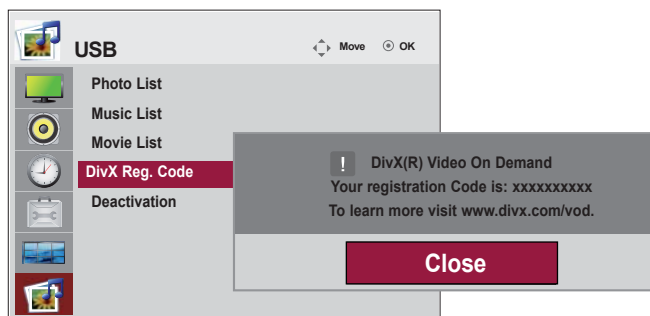 USB
Move
OK
Photo List
Music List
Movie List
DivX Reg. Code
Deactivation
! DivX(R) Video On Demand
Your registration Code is: xxxxxxxxxx
To learn more visit www.divx.com/vod.
Close